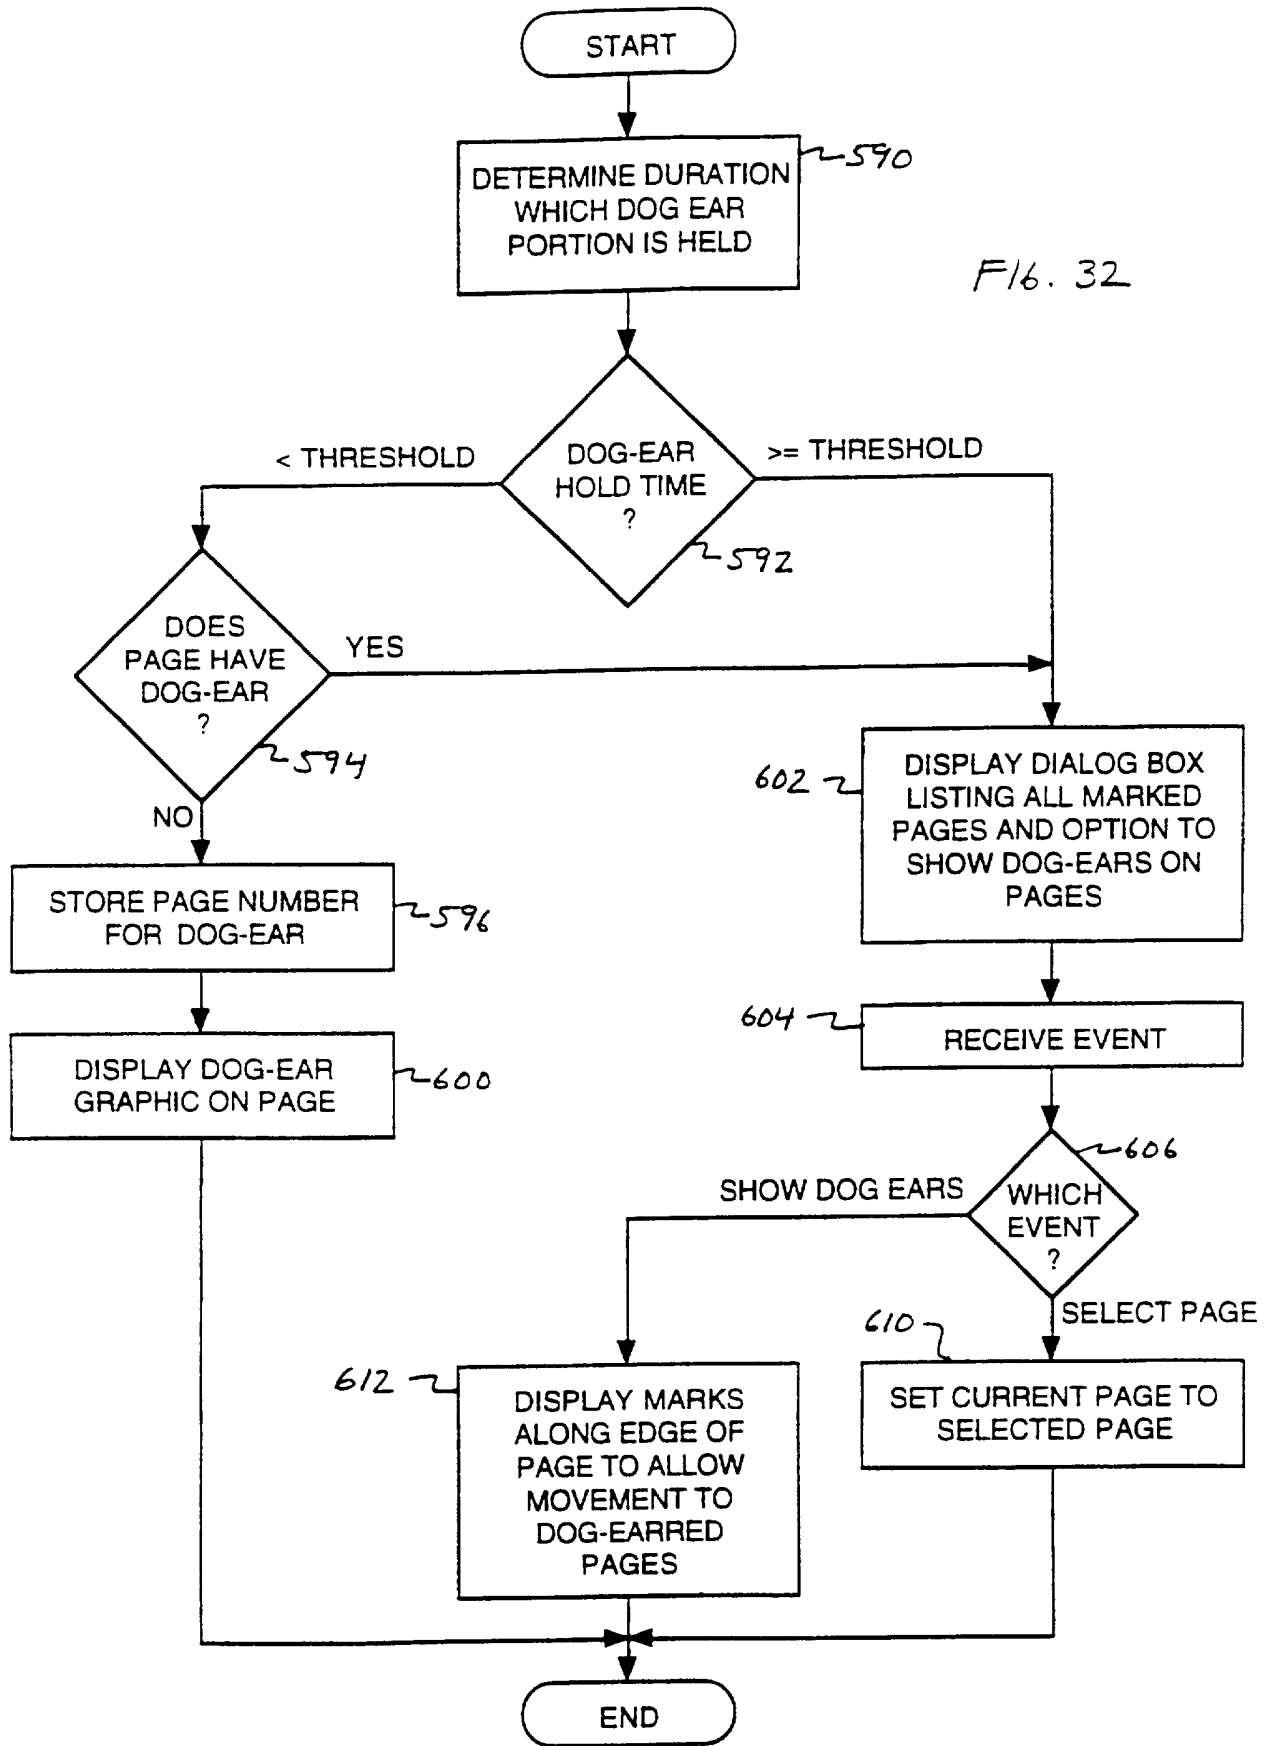 START
DETERMINE DURATION
WHICH DOG EAR
PORTION IS HELD
590
FIG. 32
< THRESHOLD
DOG-EAR
HOLD TIME
?
>= THRESHOLD
592
DOES
PAGE HAVE
DOG-EAR
?
YES
594
NO
602
DISPLAY DIALOG BOX
LISTING ALL MARKED
PAGES AND OPTION TO
SHOW DOG-EARS ON
PAGES
STORE PAGE NUMBER
FOR DOG-EAR
596
604
RECEIVE EVENT
DISPLAY DOG-EAR
GRAPHIC ON PAGE
600
606
SHOW DOG EARS
WHICH
EVENT
?
SELECT PAGE
610
612
DISPLAY MARKS
ALONG EDGE OF
PAGE TO ALLOW
MOVEMENT TO
DOG-EARRED
PAGES
SET CURRENT PAGE TO
SELECTED PAGE
END